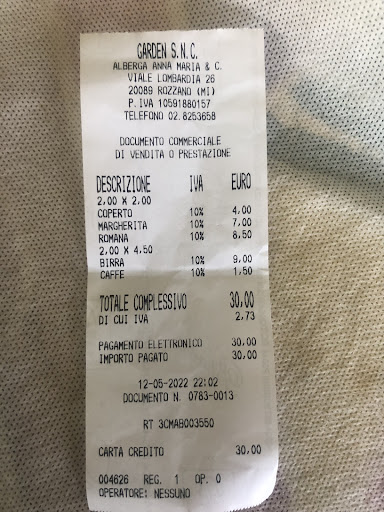 GARDEN S.N.C.
ALBERGA ANNA MARIA & C.
VIALE LOMBARDIA 26
20089 ROZZANO (MI)
P.IVA 10591880157
TELEFONO 02.8253658
DOCUMENTO COMMERCIALE
DI VENDITA O PRESTAZIONE
DESCRIZIONE IVA EURO
2,00 X 2,00
COPERTO 10% 4,00
MARGHERITA 10% 7,00
ROMANA 10% 8,50
2,00 X 4,50
BIRRA 10% 9,00
CAFFE 10% 1,50
TOTALE COMPLESSIVO 30,00
DI CUI IVA 2,73
PAGAMENTO ELETTRONICO 30,00
IMPORTO PAGATO 30,00
12-05-2022 22:02
DOCUMENTO N. 0783-0013
RT 3CMAB003550
CARTA CREDITO 30,00
004626 REG. 1 OP. 0
OPERATORE: NESSUNO